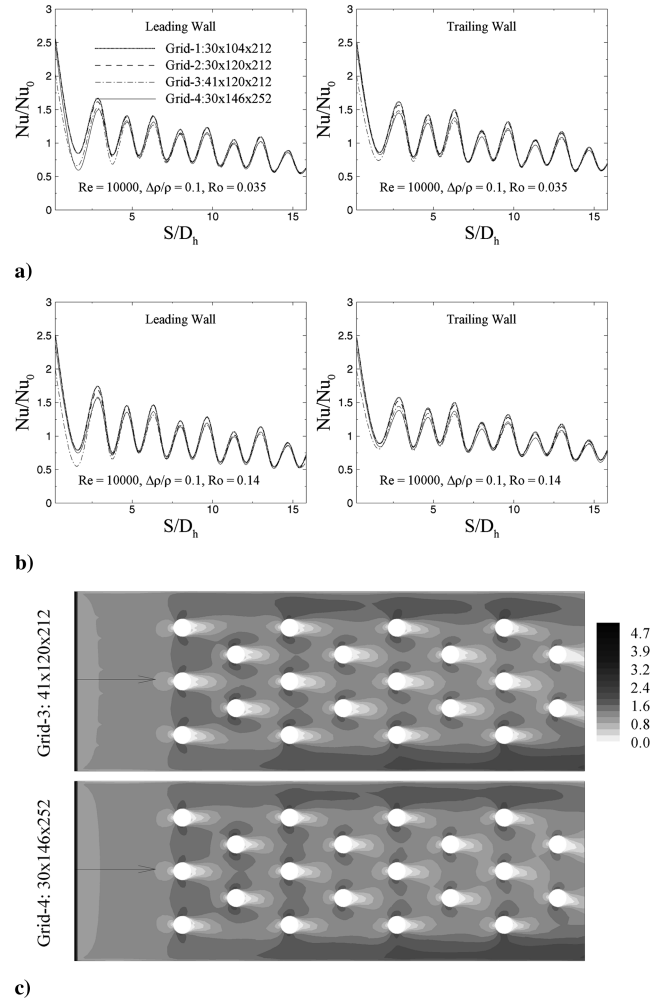 Leading Wall
Trailing Wall
3
2.5
2
1.5
1
0.5
0
Nu/Nu0
Grid-1:30x104x212
Grid-2:30x120x212
Grid-3:41x120x212
Grid-4:30x146x252
Re = 10000, Δρ/ρ = 0.1, Ro = 0.035
5
10
15
S/Dh
3
2.5
2
1.5
1
0.5
0
Nu/Nu0
Re = 10000, Δρ/ρ = 0.1, Ro = 0.035
5
10
15
S/Dh
a)
Leading Wall
Trailing Wall
3
2.5
2
1.5
1
0.5
0
Nu/Nu0
Re = 10000, Δρ/ρ = 0.1, Ro = 0.14
5
10
15
S/Dh
3
2.5
2
1.5
1
0.5
0
Nu/Nu0
Re = 10000, Δρ/ρ = 0.1, Ro = 0.14
5
10
15
S/Dh
b)
Grid-3: 41x120x212
4.7
3.2
2.4
1.6
0.8
0.0
Grid-4: 30x146x252
c)